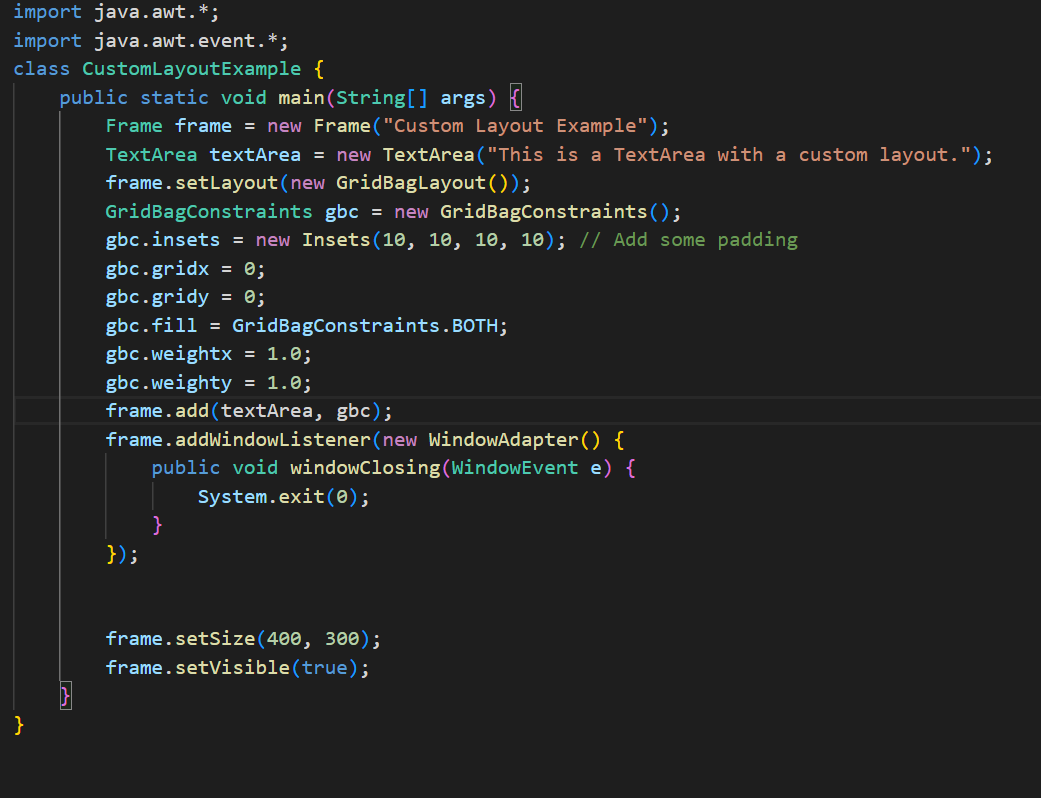 import java.awt.*;
import java.awt.event.*;
class CustomLayoutExample {
    public static void main(String[] args) {
        Frame frame = new Frame("Custom Layout Example");
        TextArea textArea = new TextArea("This is a TextArea with a custom layout.");
        frame.setLayout(new GridBagLayout());
        GridBagConstraints gbc = new GridBagConstraints();
        gbc.insets = new Insets(10, 10, 10, 10); // Add some padding
        gbc.gridx = 0;
        gbc.gridy = 0;
        gbc.fill = GridBagConstraints.BOTH;
        gbc.weightx = 1.0;
        gbc.weighty = 1.0;
        frame.add(textArea, gbc);
        frame.addWindowListener(new WindowAdapter() {
            public void windowClosing(WindowEvent e) {
                System.exit(0);
            }
        });
        frame.setSize(400, 300);
        frame.setVisible(true);
    }
}